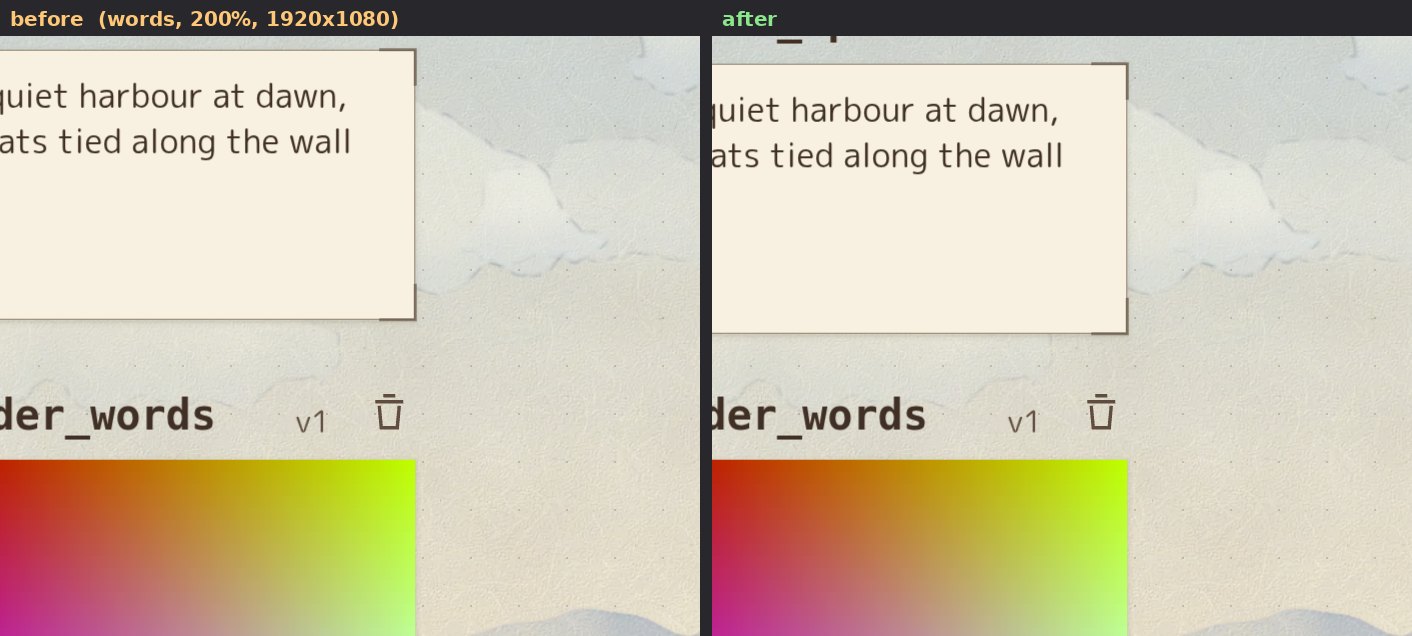 before (words, 200%, 1920x1080)
quiet harbour at dawn,
ats tied along the wall
der_words v1
after
quiet harbour at dawn,
ats tied along the wall
der_words v1